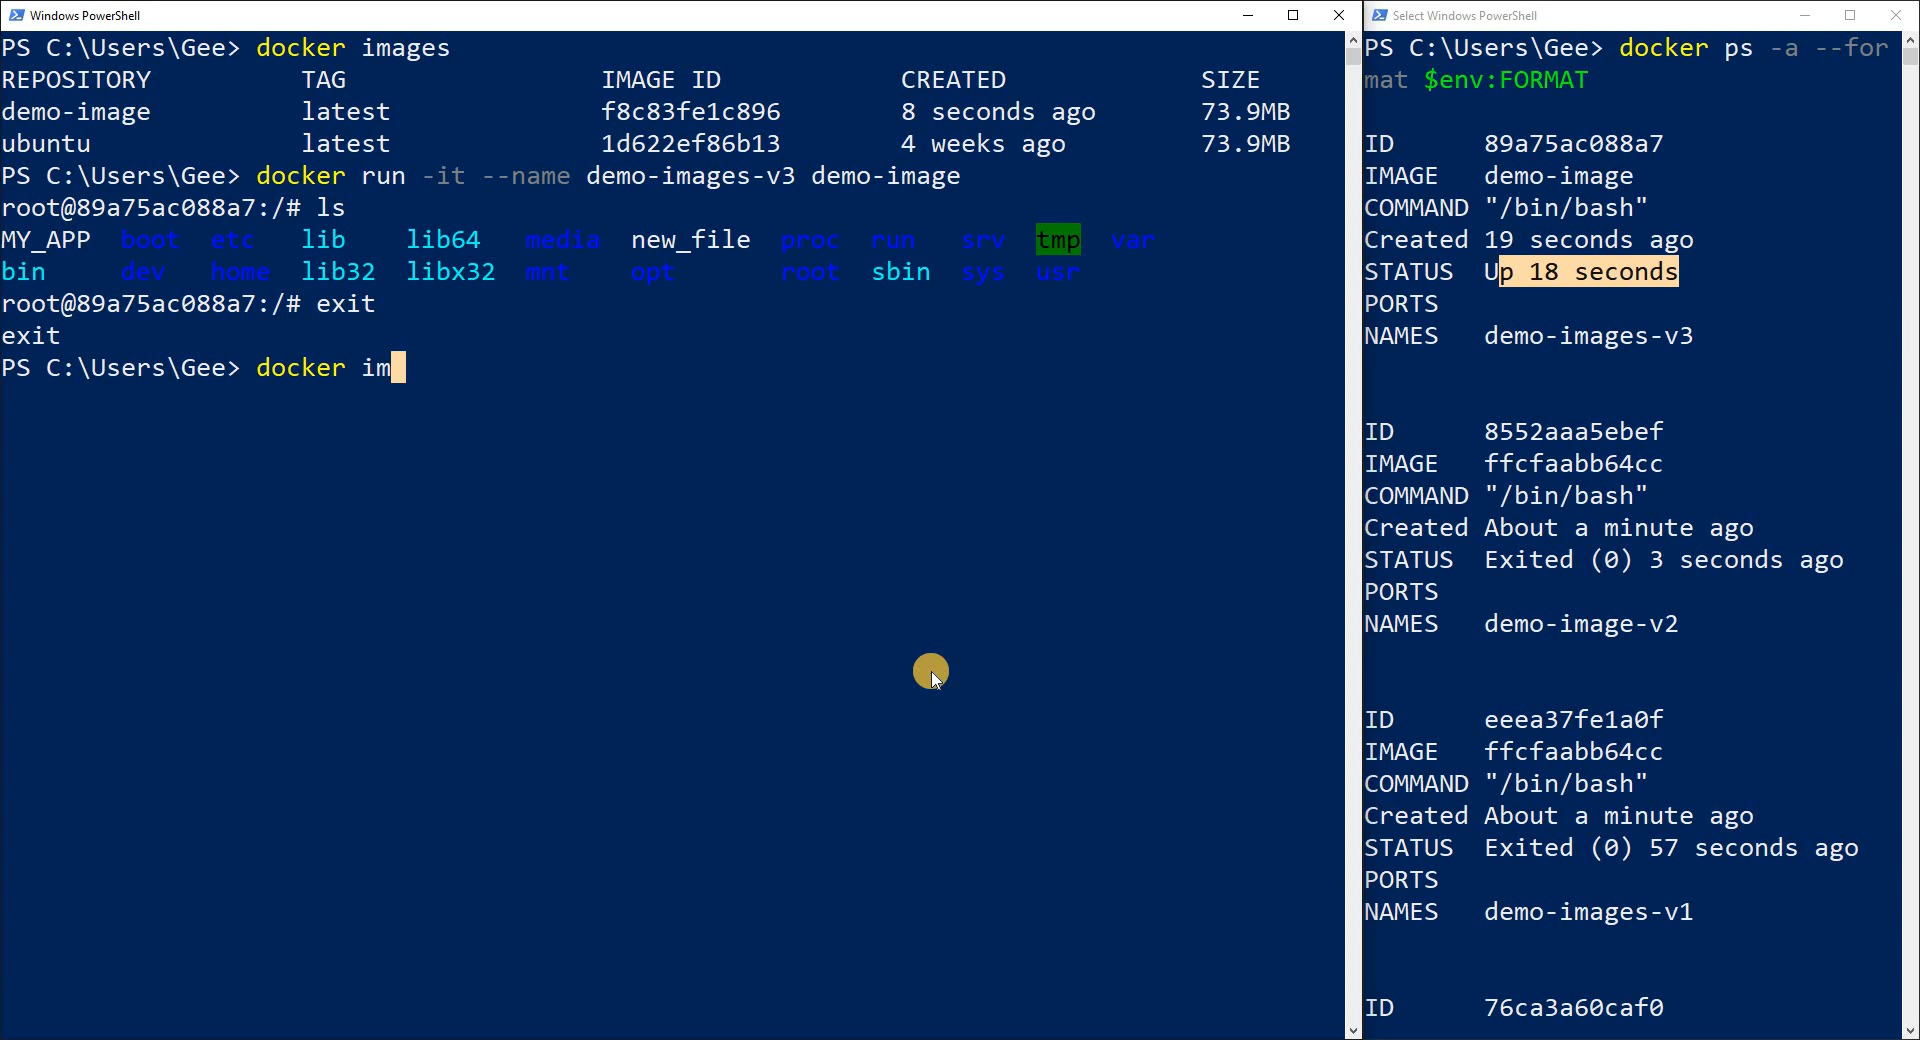 Windows PowerShell
PS C:\Users\Gee> docker images
REPOSITORY          TAG                 IMAGE ID            CREATED             SIZE
demo-image          latest              f8c83fe1c896        8 seconds ago       73.9MB
ubuntu              latest              1d622ef86b13        4 weeks ago         73.9MB
PS C:\Users\Gee> docker run -it --name demo-images-v3 demo-image
root@89a75ac088a7:/# ls
MY_APP  boot  etc   lib    lib64   media  new_file  proc  run   srv  tmp  var
bin     dev   home  lib32  libx32  mnt    opt       root  sbin  sys  usr
root@89a75ac088a7:/# exit
exit
PS C:\Users\Gee> docker im
Select Windows PowerShell
PS C:\Users\Gee> docker ps -a --for
mat $env:FORMAT
ID      89a75ac088a7
IMAGE   demo-image
COMMAND "/bin/bash"
Created 19 seconds ago
STATUS  Up 18 seconds
PORTS
NAMES   demo-images-v3
ID      8552aaa5ebef
IMAGE   ffcfaabb64cc
COMMAND "/bin/bash"
Created About a minute ago
STATUS  Exited (0) 3 seconds ago
PORTS
NAMES   demo-image-v2
ID      eeea37fe1a0f
IMAGE   ffcfaabb64cc
COMMAND "/bin/bash"
Created About a minute ago
STATUS  Exited (0) 57 seconds ago
PORTS
NAMES   demo-images-v1
ID      76ca3a60caf0